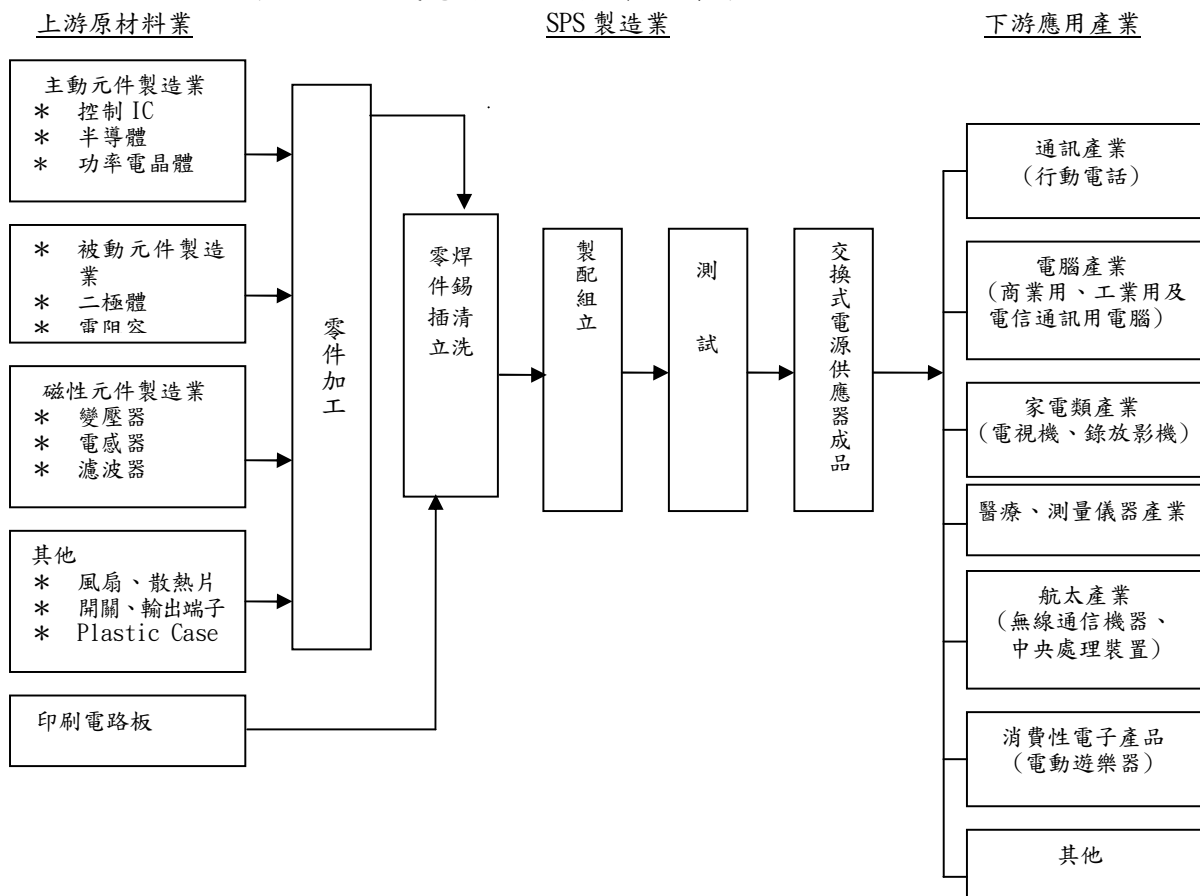 上游原材料業
SPS 製造業
下游應用產業
主動元件製造業
* 控制 IC
* 半導體
* 功率電晶體
* 被動元件製造
業
* 二極體
磁性元件製造業
* 變壓器
* 電感器
* 濾波器
其他
* 風扇、散熱片
* 開關、輸出端子
* Plastic Case
印刷電路板
零件加工
零件插立
焊錫清洗
製配組立
測試
交換式電源供應器成品
通訊產業
(行動電話)
電腦產業
(商業用、工業用及
電信通訊用電腦)
家電類產業
(電視機、錄放影機)
醫療、測量儀器產業
航太產業
(無線通信機器、
中央處理裝置)
消費性電子產品
(電動遊樂器)
其他